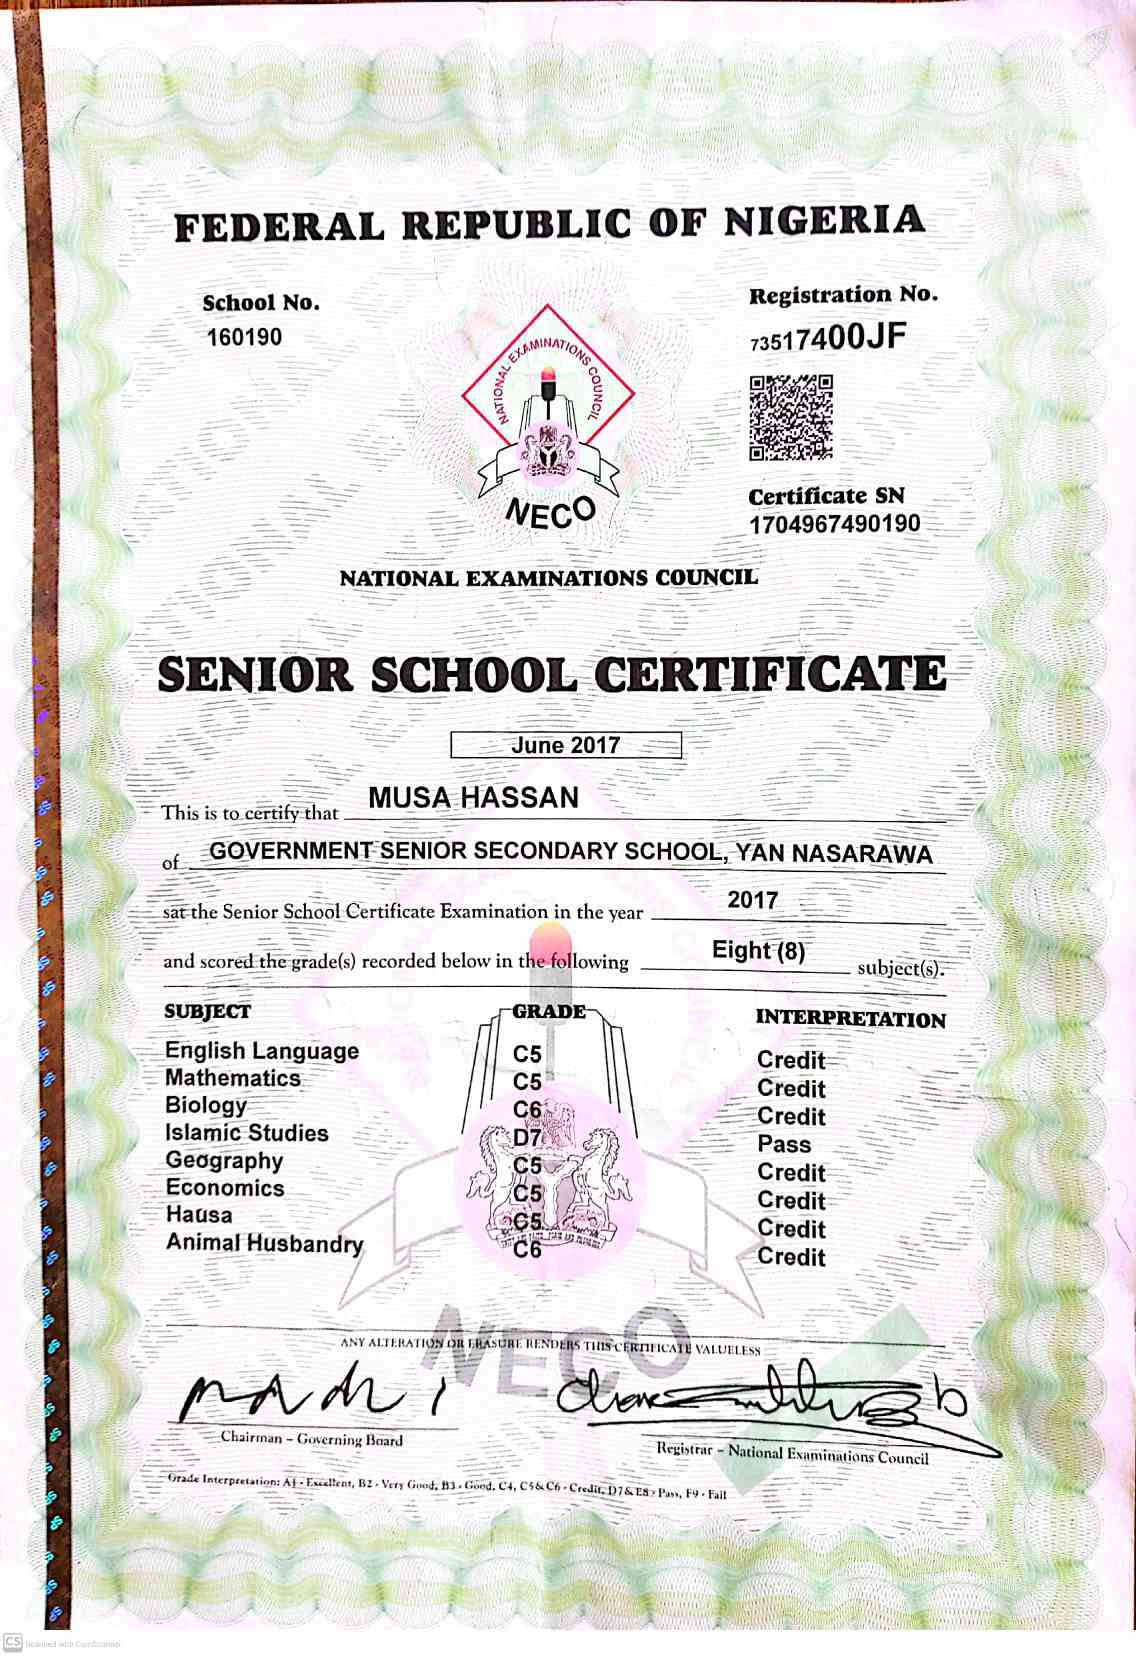 FEDERAL REPUBLIC OF NIGERIA
School No.
160190
Registration No.
73517400JF
NATIONAL EXAMINATIONS COUNCIL
NECO
Certificate SN
1704967490190
NATIONAL EXAMINATIONS COUNCIL
SENIOR SCHOOL CERTIFICATE
June 2017
This is to certify that MUSA HASSAN
of GOVERNMENT SENIOR SECONDARY SCHOOL, YAN NASARAWA
sat the Senior School Certificate Examination in the year 2017
and scored the grade(s) recorded below in the following Eight (8) subject(s).
SUBJECT GRADE INTERPRETATION
English Language C5 Credit
Mathematics C5 Credit
Biology C6 Credit
Islamic Studies D7 Pass
Geography C5 Credit
Economics C5 Credit
Hausa C5 Credit
Animal Husbandry C6 Credit
NECO
ANY ALTERATION OR ERASURE RENDERS THIS CERTIFICATE VALUELESS
Chairman - Governing Board
Registrar - National Examinations Council
Grade Interpretation: A1 - Excellent, B2 - Very Good, B3 - Good, C4, C5 & C6 - Credit, D7 & E8 - Pass, F9 - Fail
CS Scanned with CamScanner